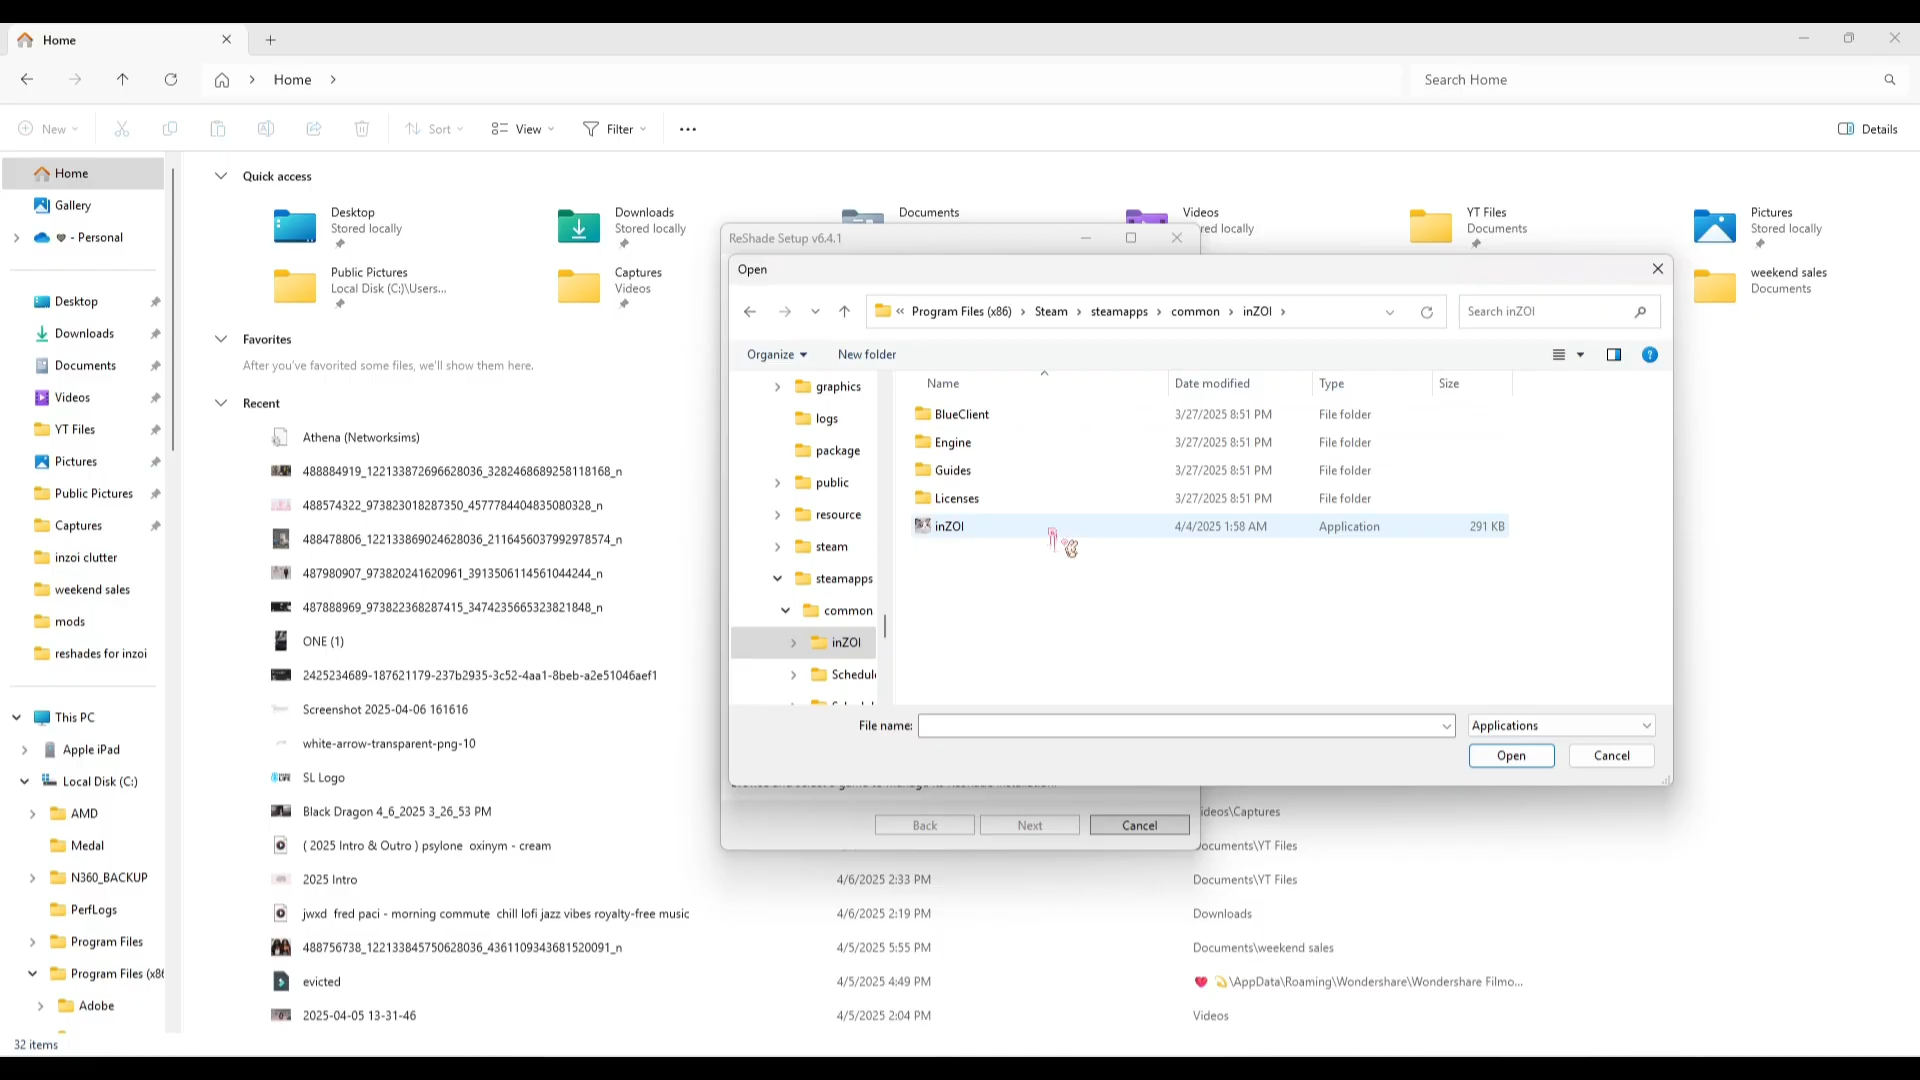 Home
Home
Search Home
New
Sort
View
Filter
Details
Home
Gallery
- Personal
Desktop
Downloads
Documents
Videos
YT Files
Pictures
Public Pictures
Captures
inzoi clutter
weekend sales
mods
reshades for inzoi
This PC
Apple iPad
Local Disk (C:)
AMD
Medal
N360_BACKUP
PerfLogs
Program Files
Program Files (x86
Adobe
32 items
Quick access
Desktop
Stored locally
Downloads
Stored locally
Documents
Videos
red locally
YT Files
Documents
Pictures
Stored locally
Public Pictures
Local Disk (C:)\Users...
Captures
Videos
weekend sales
Documents
Favorites
After you've favorited some files, we'll show them here.
Recent
Athena (Networksims)
488884919_122133872696628036_3282468689258118168_n
488574322_973823018287350_4577784404835080328_n
488478806_122133869024628036_2116456037992978574_n
487980907_973820241620961_3913506114561044244_n
487888969_973822368287415_3474235665323821848_n
ONE (1)
2425234689-187621179-237b2935-3c52-4aa1-8beb-a2e51046aef1
Screenshot 2025-04-06 161616
white-arrow-transparent-png-10
SL Logo
Black Dragon 4_6_2025 3_26_53 PM
ideos\Captures
( 2025 Intro & Outro ) psylone oxinym - cream
ocuments\YT Files
2025 Intro
4/6/2025 2:33 PM
Documents\YT Files
jwxd fred paci - morning commute chill lofi jazz vibes royalty-free music
4/6/2025 2:19 PM
Downloads
488756738_122133845750628036_4361109343681520091_n
4/5/2025 5:55 PM
Documents\weekend sales
evicted
4/5/2025 4:49 PM
\AppData\Roaming\Wondershare\Wondershare Filmo...
2025-04-05 13-31-46
4/5/2025 2:04 PM
Videos
ReShade Setup v6.4.1
Open
« Program Files (x86) > Steam > steamapps > common > inZOI >
Search inZOI
Organize
New folder
graphics
logs
package
public
resource
steam
steamapps
common
inZOI
Schedul
Name
Date modified
Type
Size
BlueClient
3/27/2025 8:51 PM
File folder
Engine
3/27/2025 8:51 PM
File folder
Guides
3/27/2025 8:51 PM
File folder
Licenses
3/27/2025 8:51 PM
File folder
inZOI
4/4/2025 1:58 AM
Application
291 KB
File name:
Applications
Open
Cancel
Back
Next
Cancel